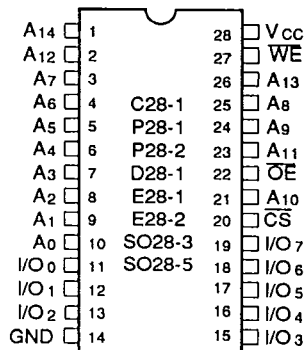 A14 1 28 VCC
A12 2 27 WE
A7 3 26 A13
A6 4 C28-1 25 A8
A5 5 P28-1 24 A9
A4 6 P28-2 23 A11
A3 7 D28-1 22 OE
A2 8 E28-1 21 A10
A1 9 E28-2 20 CS
A0 10 SO28-3 19 I/O7
I/O0 11 SO28-5 18 I/O6
I/O1 12 17 I/O5
I/O2 13 16 I/O4
GND 14 15 I/O3